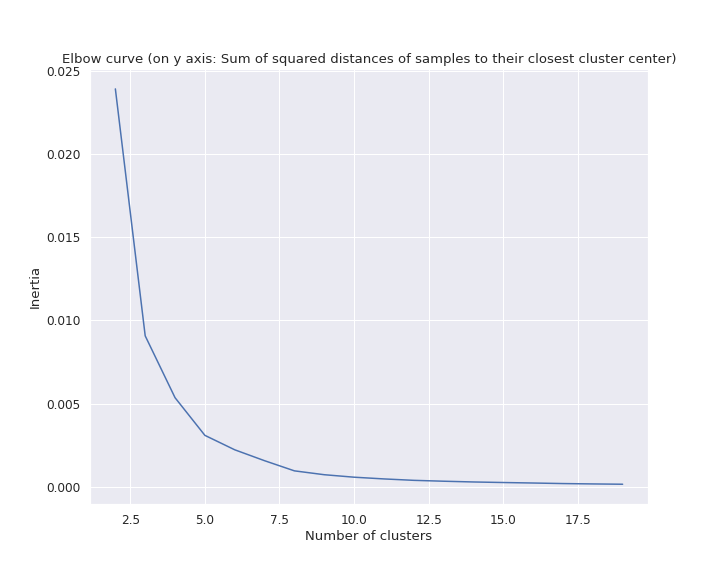 Elbow curve (on y axis: Sum of squared distances of samples to their closest cluster center)
0.025
0.020
0.015
0.010
0.005
0.000
Inertia
2.5 5.0 7.5 10.0 12.5 15.0 17.5
Number of clusters